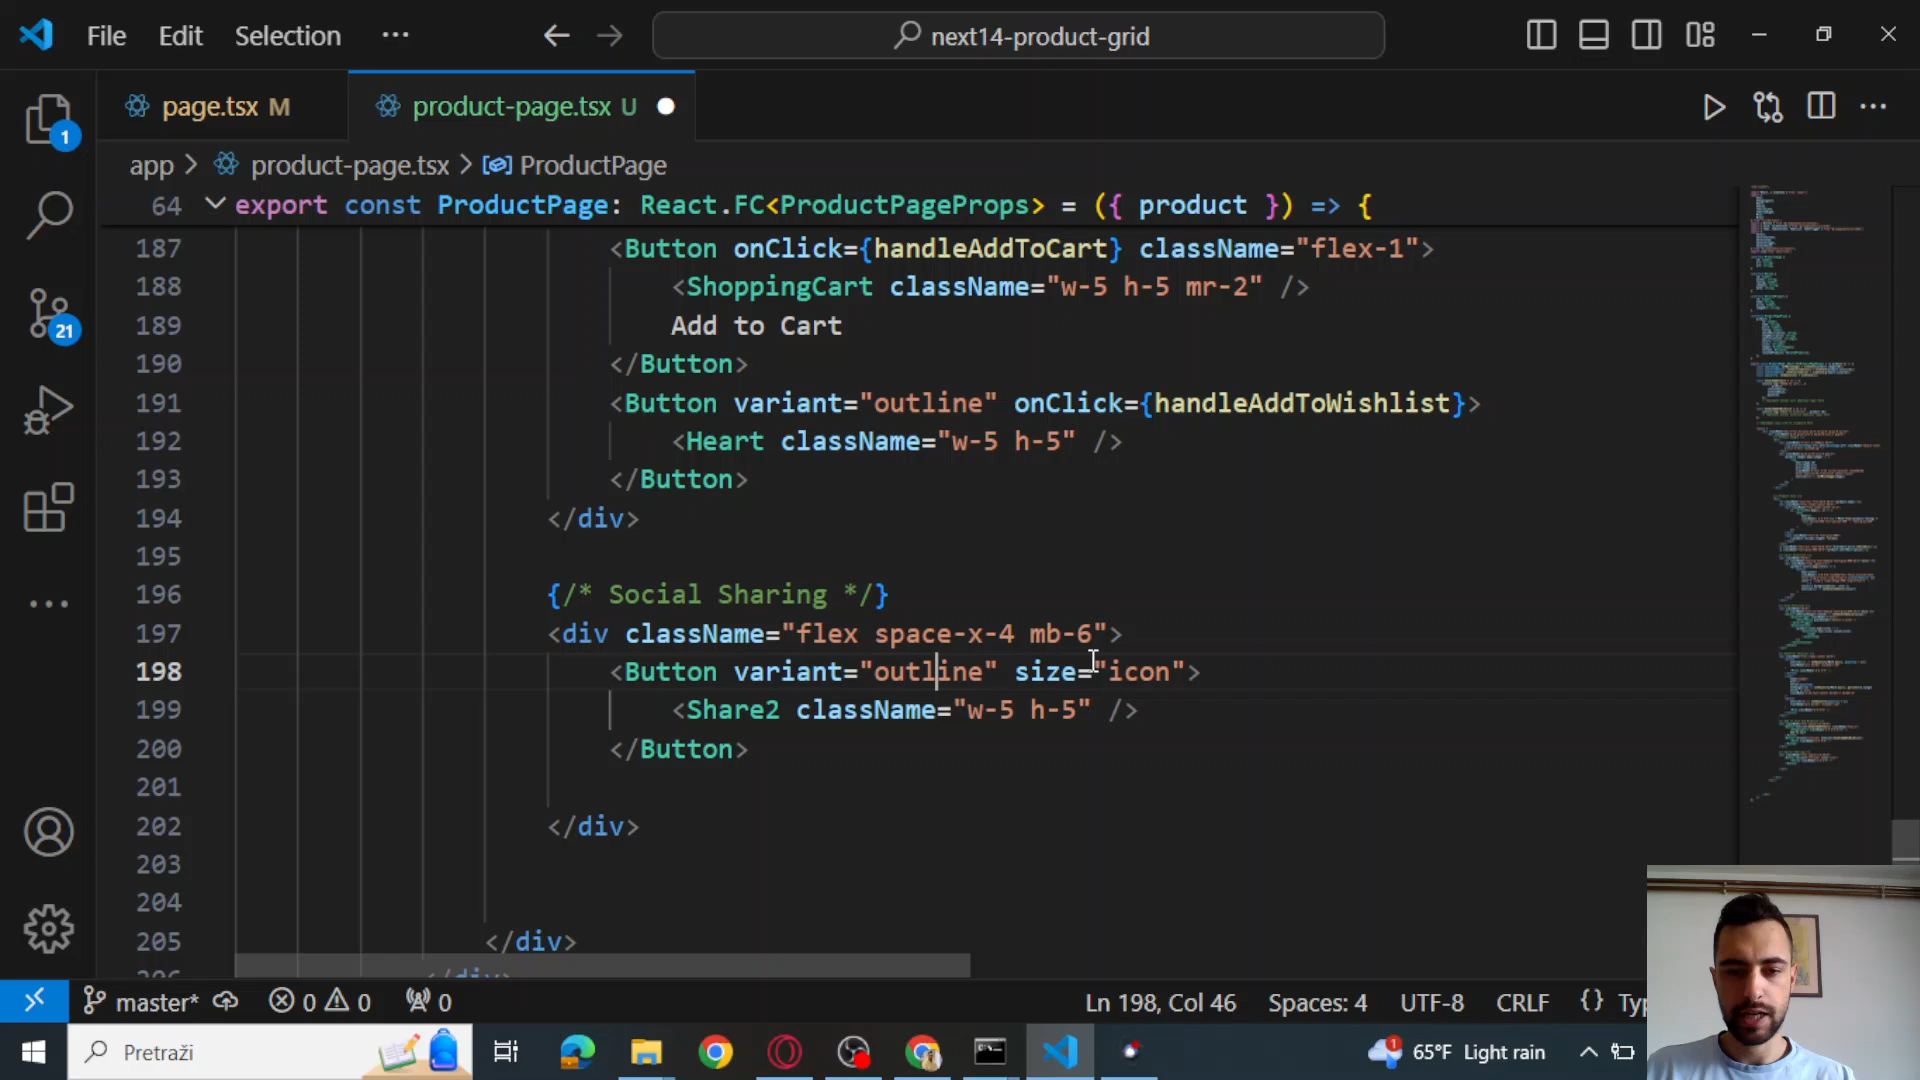 File Edit Selection ···
next14-product-grid
page.tsx M
product-page.tsx U
app > product-page.tsx > ProductPage
64 export const ProductPage: React.FC<ProductPageProps> = ({ product }) => {
187 <Button onClick={handleAddToCart} className="flex-1">
188 <ShoppingCart className="w-5 h-5 mr-2" />
189 Add to Cart
190 </Button>
191 <Button variant="outline" onClick={handleAddToWishlist}>
192 <Heart className="w-5 h-5" />
193 </Button>
194 </div>
195
196 {/* Social Sharing */}
197 <div className="flex space-x-4 mb-6">
198 <Button variant="outline" size="icon">
199 <Share2 className="w-5 h-5" />
200 </Button>
201
202 </div>
203
204
205 </div>
206 </div>
1
21
master* 0 0 0 Ln 198, Col 46 Spaces: 4 UTF-8 CRLF {} Typ
Pretraži 1 65°F Light rain